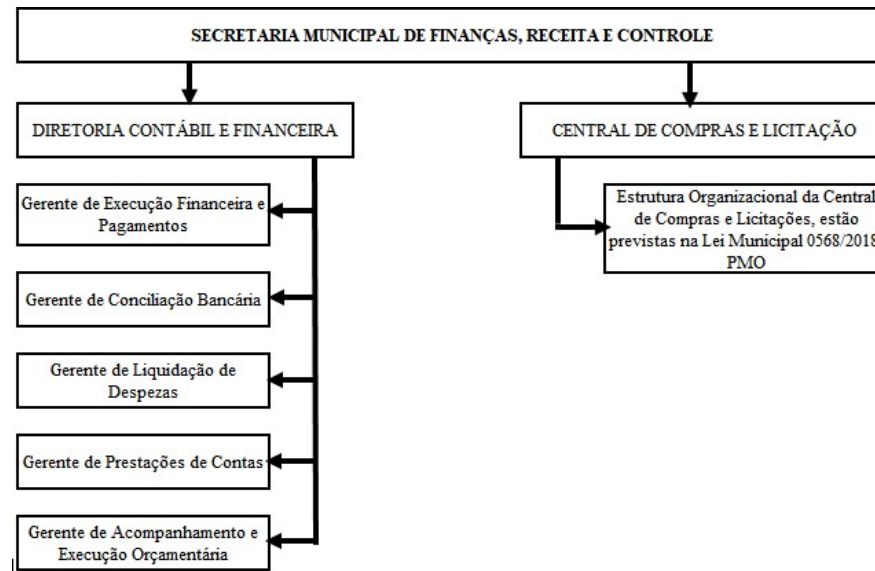 SECRETARIA MUNICIPAL DE FINANÇAS, RECEITA E CONTROLE
DIRETORIA CONTÁBIL E FINANCEIRA
Gerente de Execução Financeira e
Pagamentos
Gerente de Conciliação Bancária
Gerente de Liquidação de
Despezas
Gerente de Prestações de Contas
Gerente de Acompanhamento e
Execução Orçamentária
CENTRAL DE COMPRAS E LICITAÇÃO
Estrutura Organizacional da Central
de Compras e Licitações, estão
previstas na Lei Municipal 0568/2018
PMO